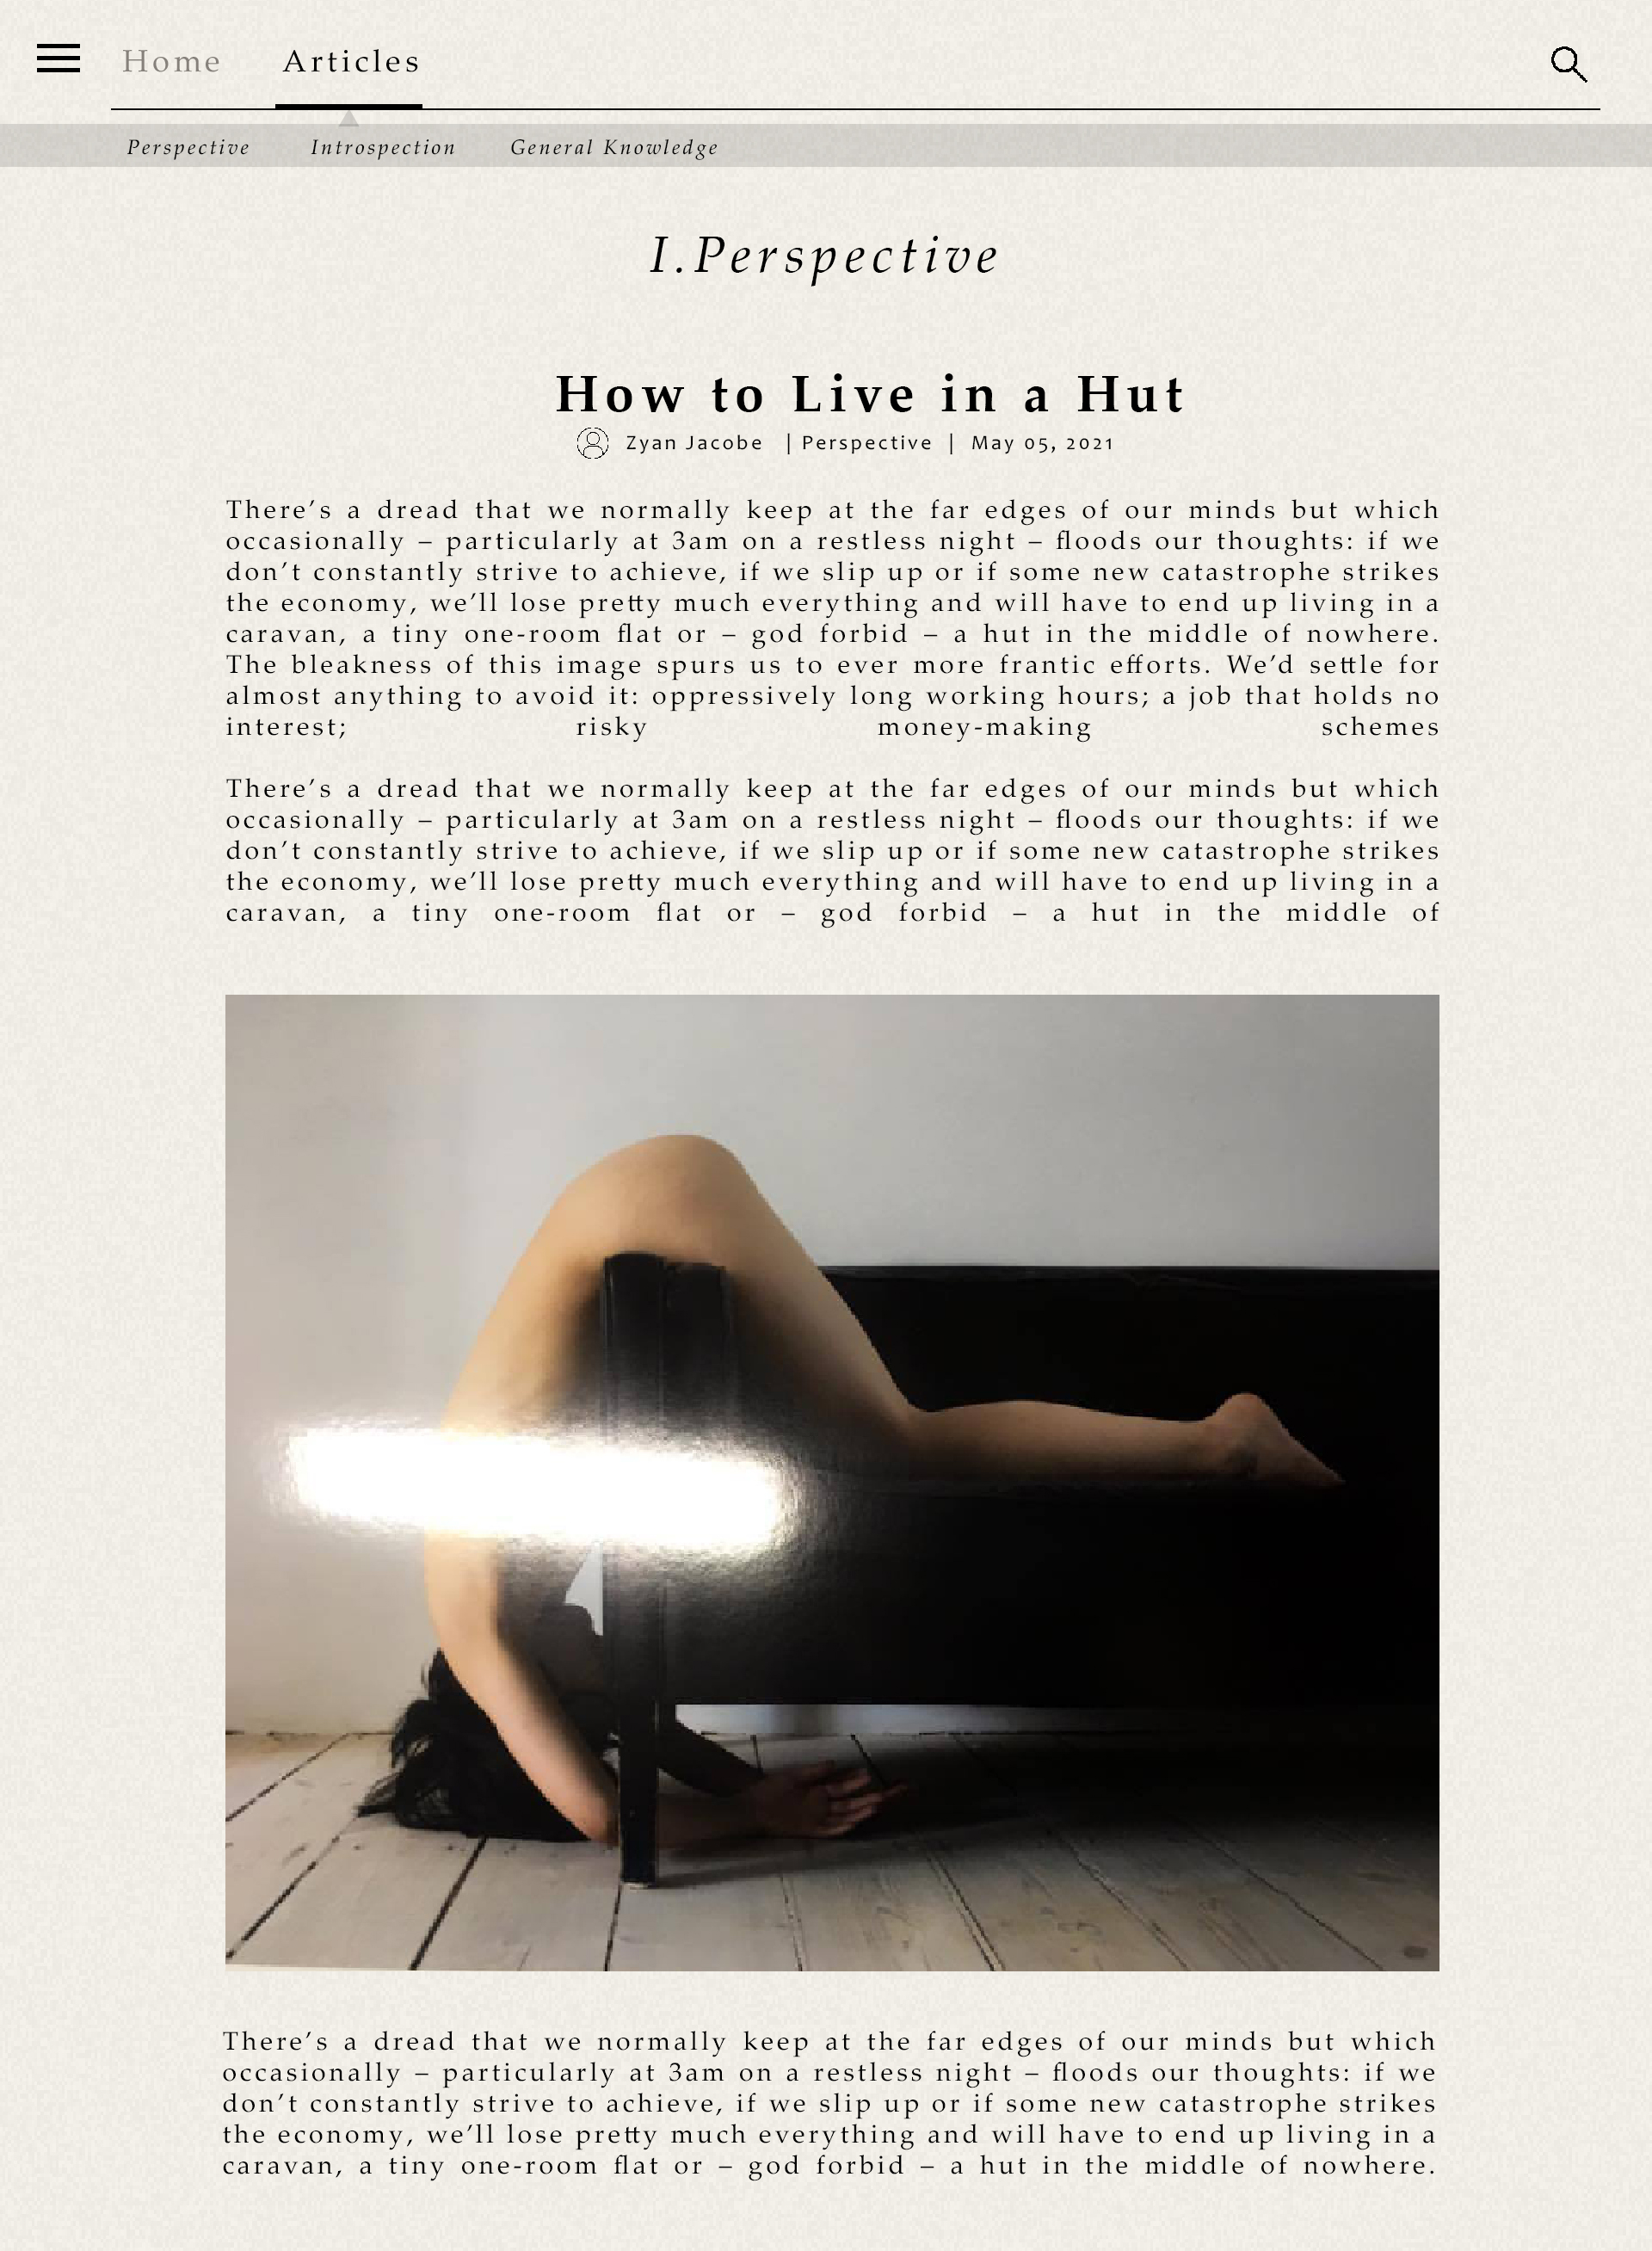 Home Articles
Perspective Introspection General Knowledge
I.Perspective
How to Live in a Hut
Zyan Jacobe | Perspective | May 05, 2021
There’s a dread that we normally keep at the far edges of our minds but which
occasionally – particularly at 3am on a restless night – floods our thoughts: if we
don’t constantly strive to achieve, if we slip up or if some new catastrophe strikes
the economy, we’ll lose pretty much everything and will have to end up living in a
caravan, a tiny one-room flat or – god forbid – a hut in the middle of nowhere.
The bleakness of this image spurs us to ever more frantic efforts. We’d settle for
almost anything to avoid it: oppressively long working hours; a job that holds no
interest; risky money-making schemes
There’s a dread that we normally keep at the far edges of our minds but which
occasionally – particularly at 3am on a restless night – floods our thoughts: if we
don’t constantly strive to achieve, if we slip up or if some new catastrophe strikes
the economy, we’ll lose pretty much everything and will have to end up living in a
caravan, a tiny one-room flat or – god forbid – a hut in the middle of
There’s a dread that we normally keep at the far edges of our minds but which
occasionally – particularly at 3am on a restless night – floods our thoughts: if we
don’t constantly strive to achieve, if we slip up or if some new catastrophe strikes
the economy, we’ll lose pretty much everything and will have to end up living in a
caravan, a tiny one-room flat or – god forbid – a hut in the middle of nowhere.